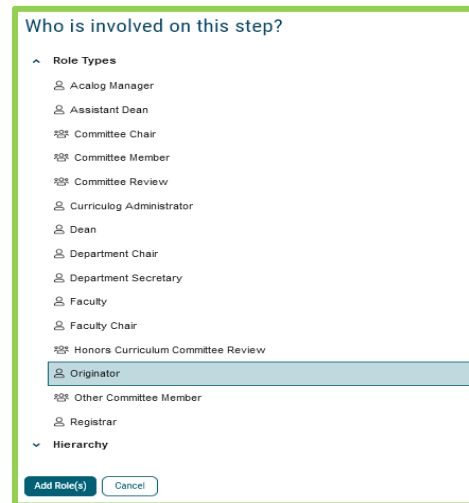 Who is involved on this step?
Role Types
Acalog Manager
Assistant Dean
Committee Chair
Committee Member
Committee Review
Curriculog Administrator
Dean
Department Chair
Department Secretary
Faculty
Faculty Chair
Honors Curriculum Committee Review
Originator
Other Committee Member
Registrar
Hierarchy
Add Role(s) Cancel